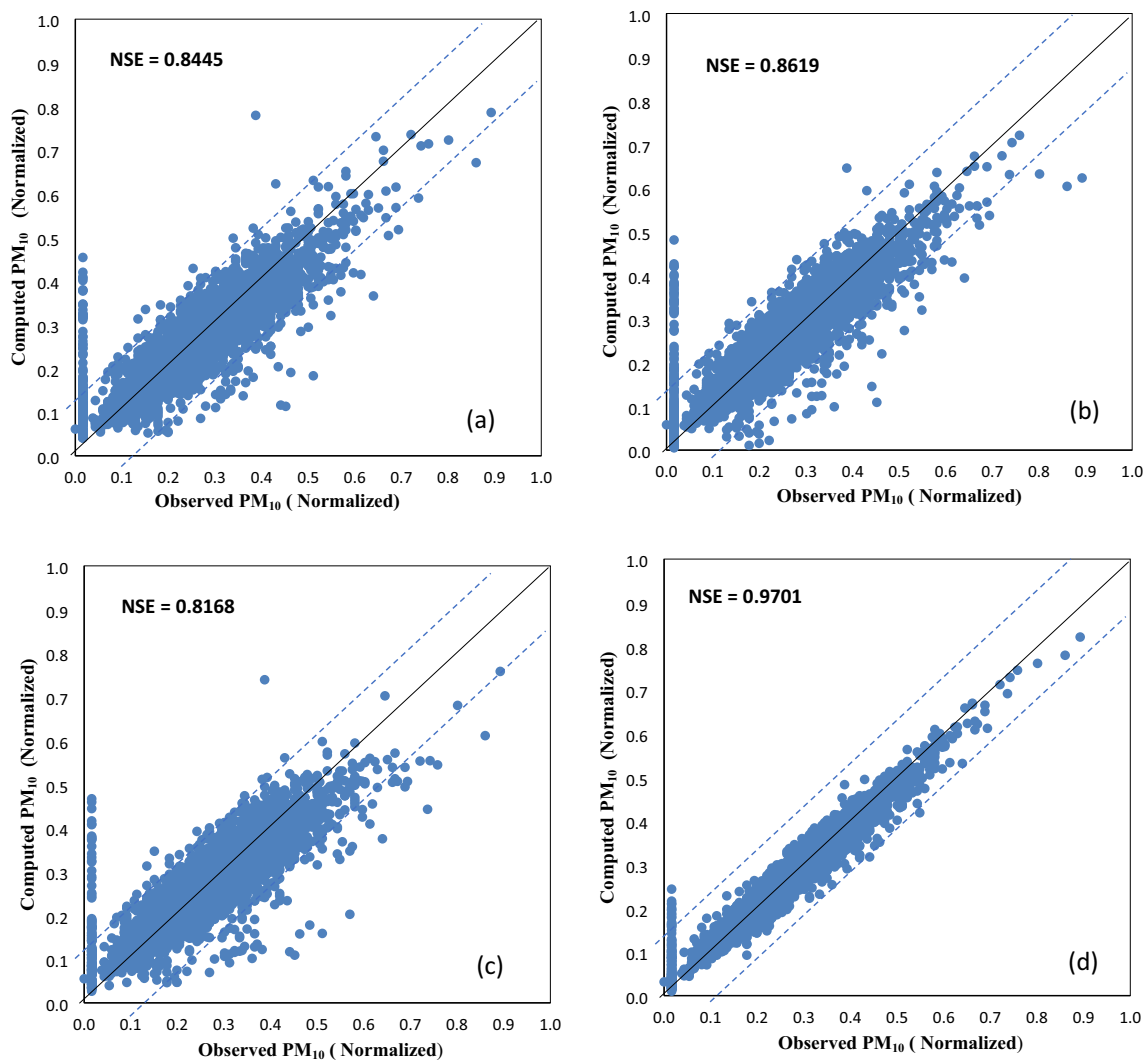 1.0
0.9
NSE = 0.8445
0.8
0.7
0.6
0.5
0.4
0.3
0.2
0.1
0.0
Computed PM10 (Normalized)
(a)
0.0 0.1 0.2 0.3 0.4 0.5 0.6 0.7 0.8 0.9 1.0
Observed PM10 ( Normalized)
1.0
0.9
NSE = 0.8619
0.8
0.7
0.6
0.5
0.4
0.3
0.2
0.1
0.0
Computed PM10 (Normalized)
(b)
0.0 0.1 0.2 0.3 0.4 0.5 0.6 0.7 0.8 0.9 1.0
Observed PM10 ( Normalized)
1.0
0.9
NSE = 0.8168
0.8
0.7
0.6
0.5
0.4
0.3
0.2
0.1
0.0
Computed PM10 (Normalized)
(c)
0.0 0.1 0.2 0.3 0.4 0.5 0.6 0.7 0.8 0.9 1.0
Observed PM10 ( Normalized)
1.0
0.9
NSE = 0.9701
0.8
0.7
0.6
0.5
0.4
0.3
0.2
0.1
0.0
Computed PM10 (Normalized)
(d)
0.0 0.1 0.2 0.3 0.4 0.5 0.6 0.7 0.8 0.9 1.0
Observed PM10 ( Normalized)